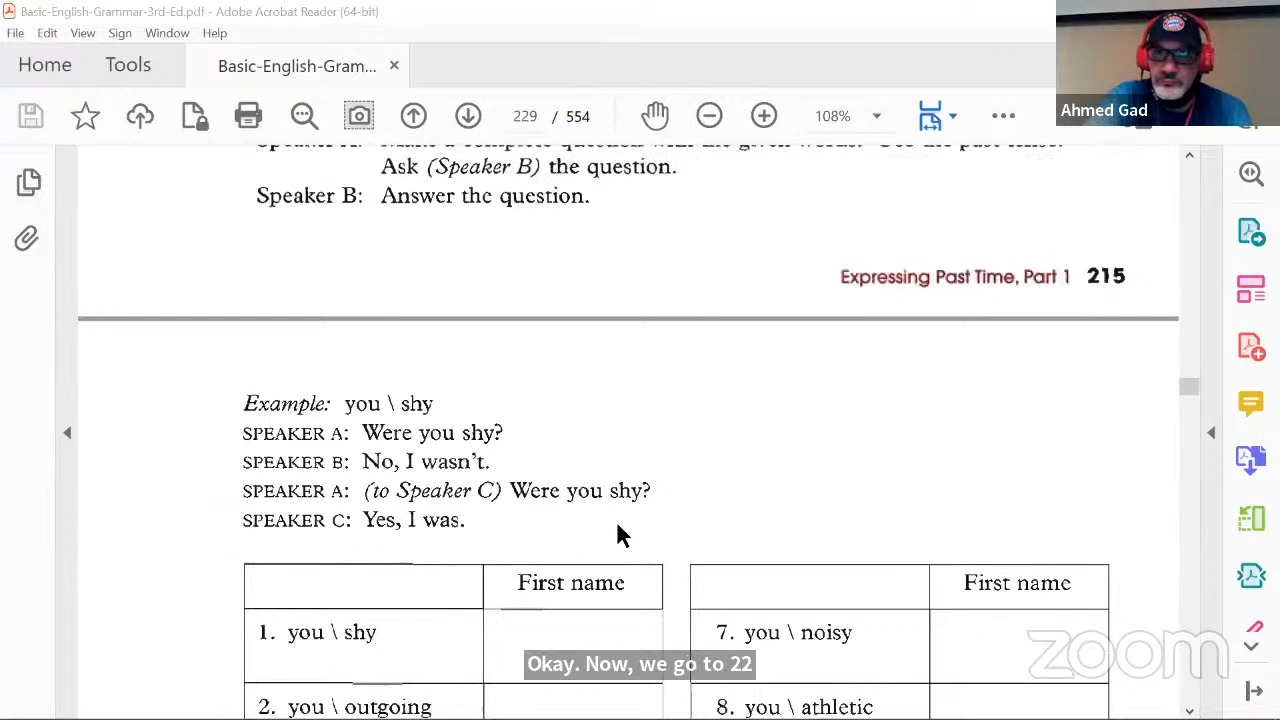 Basic-English-Grammar-3rd-Ed.pdf - Adobe Acrobat Reader (64-bit)
File Edit View Sign Window Help
Home Tools Basic-English-Gram... ×
229 / 554 108%
Ahmed Gad
Ask (Speaker B) the question.
Speaker B: Answer the question.
Expressing Past Time, Part 1 215
Example: you \ shy
SPEAKER A: Were you shy?
SPEAKER B: No, I wasn't.
SPEAKER A: (to Speaker C) Were you shy?
SPEAKER C: Yes, I was.
First name First name
1. you \ shy 7. you \ noisy
Okay. Now, we go to 22
zoom
2. you \ outgoing 8. you \ athletic